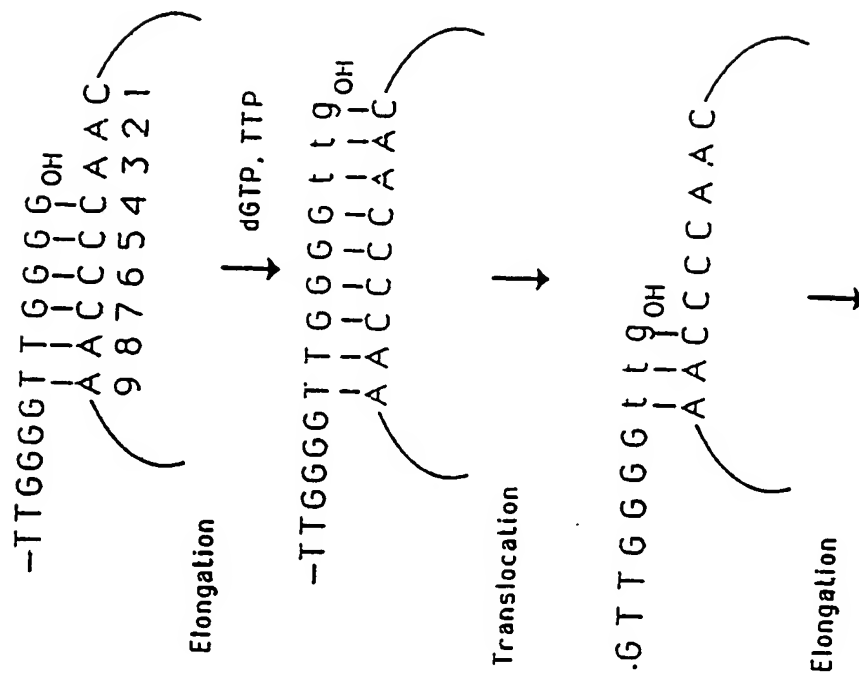 –TTGGGGTTGGGG OH
AACCCCAAC
987654321
Elongation
dGTP, TTP
–TTGGGGTTGGGGttg OH
AACCCCAAC
Translocation
.GTTGGGGttg OH
AACCCCAAC
Elongation